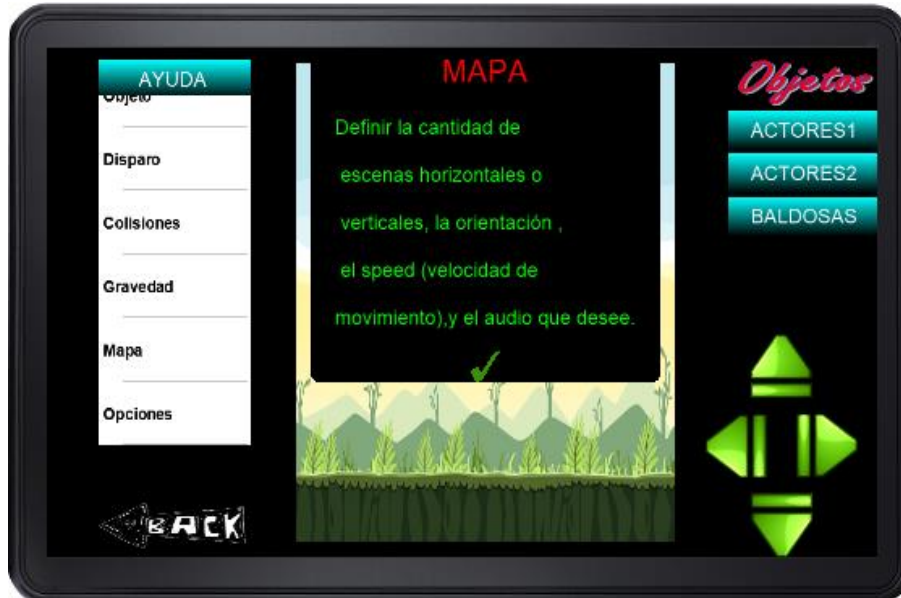 AYUDA
Objeto
Disparo
Colisiones
Gravedad
Mapa
Opciones
BACK
MAPA
Definir la cantidad de
escenas horizontales o
verticales, la orientación ,
el speed (velocidad de
movimiento),y el audio que desee.
Objetos
ACTORES1
ACTORES2
BALDOSAS